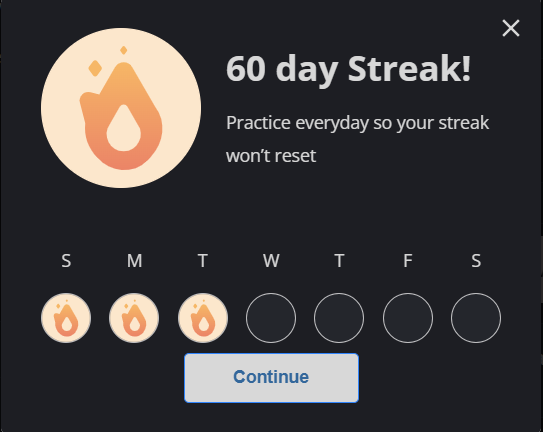 60 day Streak!
Practice everyday so your streak
won't reset
S M T W T F S
Continue